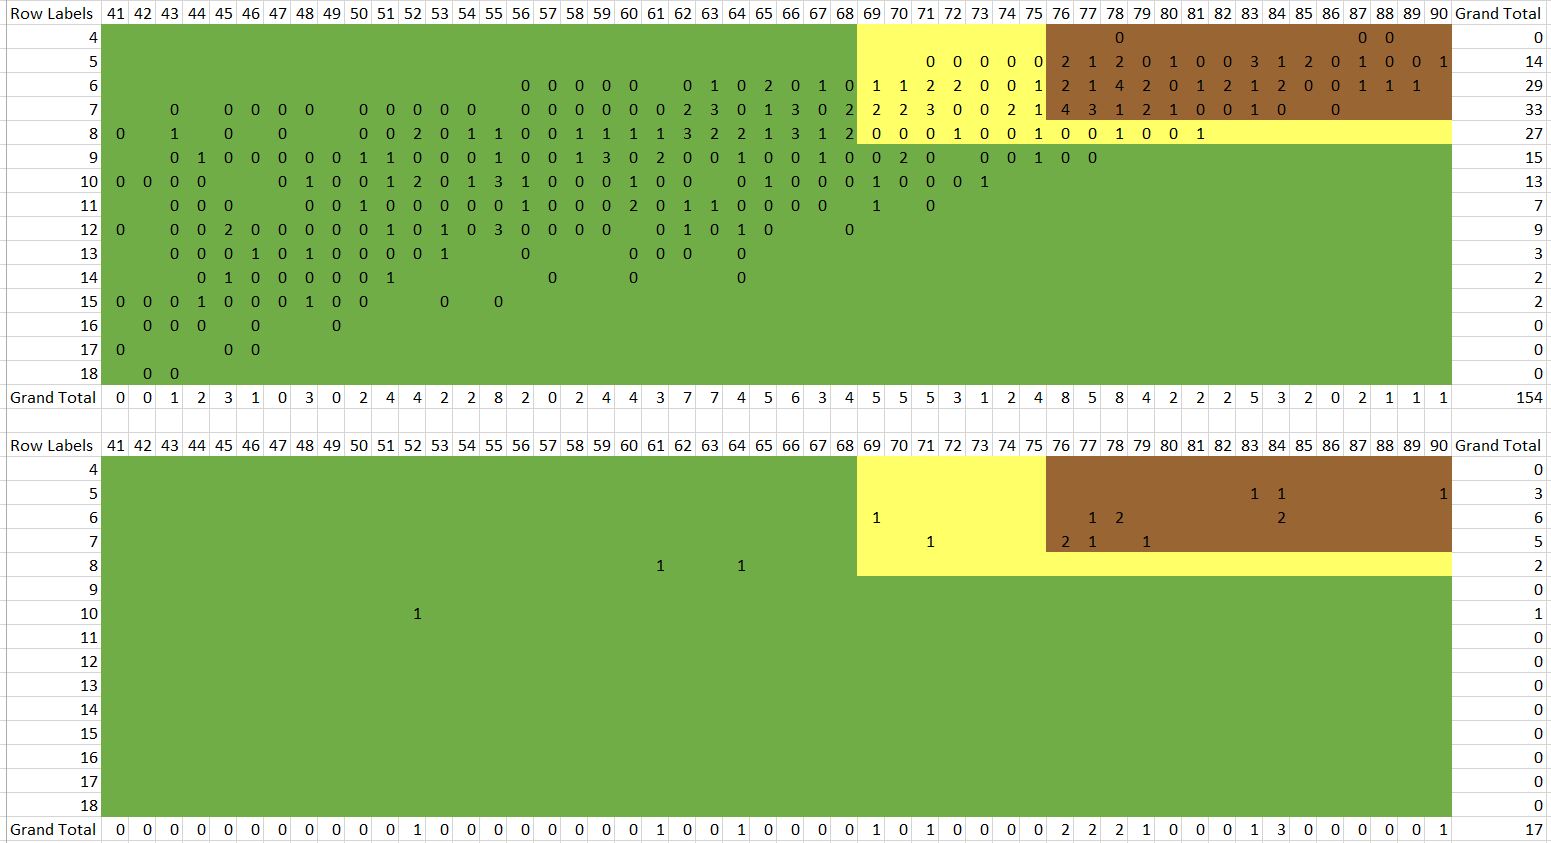 Row Labels 41 42 43 44 45 46 47 48 49 50 51 52 53 54 55 56 57 58 59 60 61 62 63 64 65 66 67 68 69 70 71 72 73 74 75 76 77 78 79 80 81 82 83 84 85 86 87 88 89 90 Grand Total
4 0 0 0 0
5 0 0 0 0 0 2 1 2 0 1 0 0 3 1 2 0 1 0 0 1 14
6 0 0 0 0 0 0 1 0 2 0 1 0 1 1 2 2 0 0 1 2 1 4 2 0 1 2 1 2 0 0 1 1 1 29
7 0 0 0 0 0 0 0 0 0 0 0 0 0 0 0 0 2 3 0 1 3 0 2 2 2 3 0 0 2 1 4 3 1 2 1 0 0 1 0 0 33
8 0 1 0 0 0 0 2 0 1 1 0 0 1 1 1 1 3 2 2 1 3 1 2 0 0 0 1 0 0 1 0 0 1 0 0 1 27
9 0 1 0 0 0 0 0 1 1 0 0 0 1 0 0 1 3 0 2 0 0 1 0 0 1 0 0 2 0 0 0 1 0 0 15
10 0 0 0 0 0 1 0 0 1 2 0 1 3 1 0 0 0 1 0 0 0 1 0 0 0 1 0 0 0 1 13
11 0 0 0 0 0 1 0 0 0 0 0 1 0 0 0 2 0 1 1 0 0 0 0 1 0 7
12 0 0 0 2 0 0 0 0 0 1 0 1 0 3 0 0 0 0 0 1 0 1 0 0 9
13 0 0 0 1 0 1 0 0 0 0 1 0 0 0 0 0 3
14 0 1 0 0 0 0 0 1 0 0 0 2
15 0 0 0 1 0 0 0 1 0 0 0 0 2
16 0 0 0 0 0 0
17 0 0 0 0
18 0 0 0
Grand Total 0 0 1 2 3 1 0 3 0 2 4 4 2 2 8 2 0 2 4 4 3 7 7 4 5 6 3 4 5 5 5 3 1 2 4 8 5 8 4 2 2 2 5 3 2 0 2 1 1 1 154
Row Labels 41 42 43 44 45 46 47 48 49 50 51 52 53 54 55 56 57 58 59 60 61 62 63 64 65 66 67 68 69 70 71 72 73 74 75 76 77 78 79 80 81 82 83 84 85 86 87 88 89 90 Grand Total
4 0
5 1 1 1 3
6 1 1 2 2 6
7 1 2 1 1 5
8 1 1 2
9 0
10 1 1
11 0
12 0
13 0
14 0
15 0
16 0
17 0
18 0
Grand Total 0 0 0 0 0 0 0 0 0 0 0 1 0 0 0 0 0 0 0 0 1 0 0 1 0 0 0 0 1 0 1 0 0 0 0 2 2 2 1 0 0 0 1 3 0 0 0 0 0 1 17